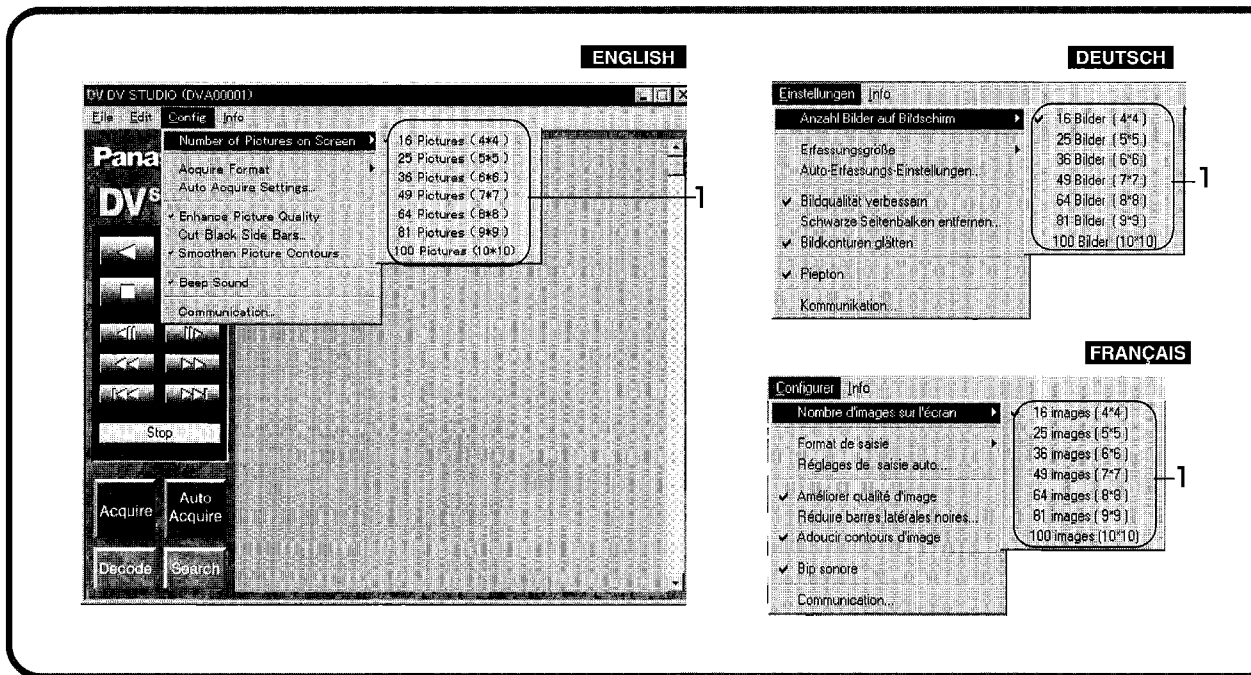 ENGLISH
DV DV STUDIO (DVA00001)
File Edit Config Info
Number of Pictures on Screen
Acquire Format
Auto Acquire Settings...
✓ Enhance Picture Quality
Cut Black Side Bars...
✓ Smoothen Picture Contours
✓ Beep Sound
Communication...
16 Pictures (4*4)
25 Pictures (5*5)
36 Pictures (6*6)
49 Pictures (7*7)
64 Pictures (8*8)
81 Pictures (9*9)
100 Pictures (10*10)
1
Pana
DV
Stop
Acquire
Auto
Acquire
Decode
Search
DEUTSCH
Einstellungen Info
Anzahl Bilder auf Bildschirm
Erfassungsgröße
Auto-Erfassungs-Einstellungen...
✓ Bildqualität verbessern
Schwarze Seitenbalken entfernen...
✓ Bildkonturen glätten
✓ Piepton
Kommunikation...
✓ 16 Bilder (4*4)
25 Bilder (5*5)
36 Bilder (6*6)
49 Bilder (7*7)
64 Bilder (8*8)
81 Bilder (9*9)
100 Bilder (10*10)
1
FRANÇAIS
Configurer Info
Nombre d'images sur l'écran
Format de saisie
Réglages de saisie auto...
✓ Améliorer qualité d'image
Réduire barres latérales noires...
✓ Adoucir contours d'image
✓ Bip sonore
Communication...
✓ 16 images (4*4)
25 images (5*5)
36 images (6*6)
49 images (7*7)
64 images (8*8)
81 images (9*9)
100 images (10*10)
1